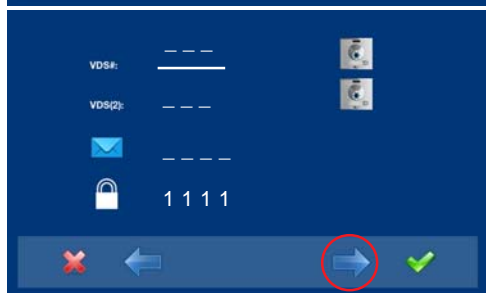 VDS#: _ _ _
VDS(2): _ _ _
_ _ _ _
1 1 1 1